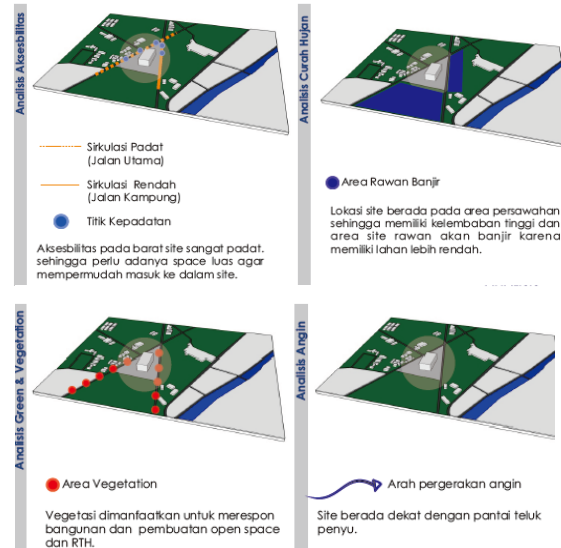 Analisis Aksesbilitas
Sirkulasi Padat
(Jalan Utama)
Sirkulasi Rendah
(Jalan Kampung)
Titik Kepadatan
Aksesbilitas pada barat site sangat padat.
sehingga perlu adanya space luas agar
mempermudah masuk ke dalam site.
Analisis Curah Hujan
Area Rawan Banjir
Lokasi site berada pada area persawahan
sehingga memiliki kelembaban tinggi dan
area site rawan akan banjir karena
memiliki lahan lebih rendah.
Analisis Green & Vegetation
Area Vegetation
Vegetasi dimanfaatkan untuk merespon
bangunan dan pembuatan open space
dan RTH.
Analisis Angin
Arah pergerakan angin
Site berada dekat dengan pantai teluk
penyu.